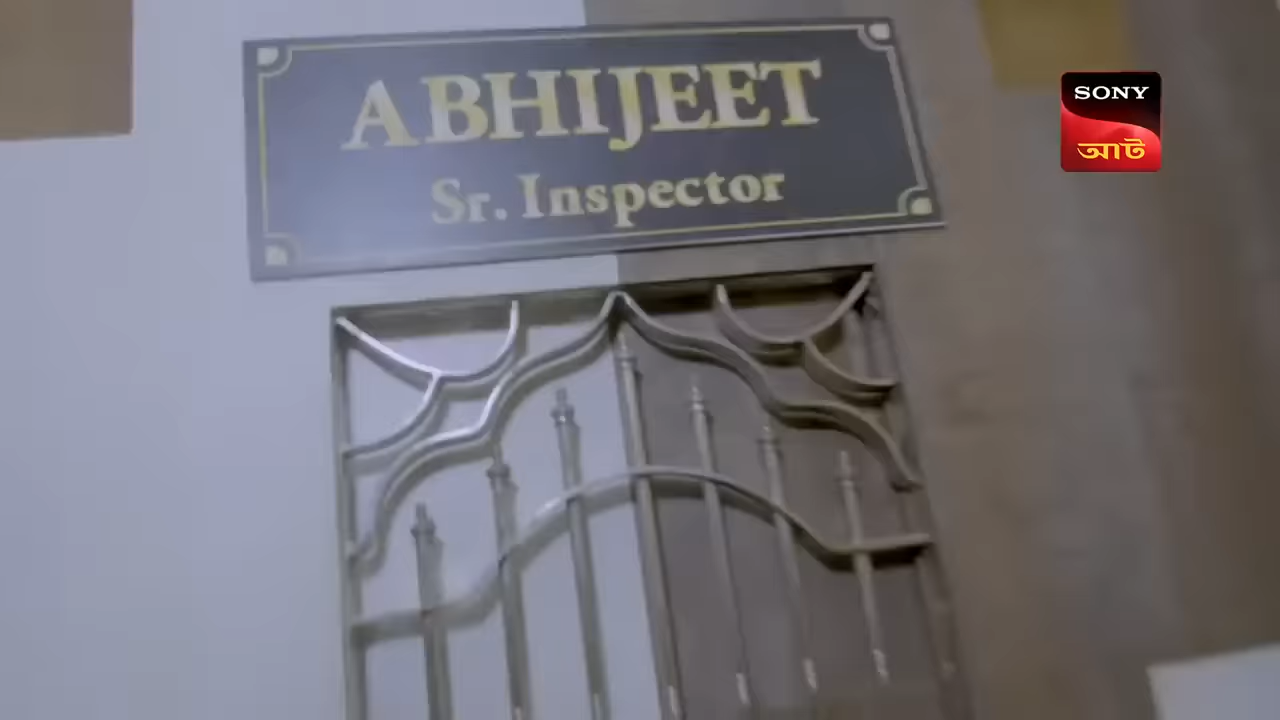 ABHIJEET
Sr. Inspector
SONY
আট